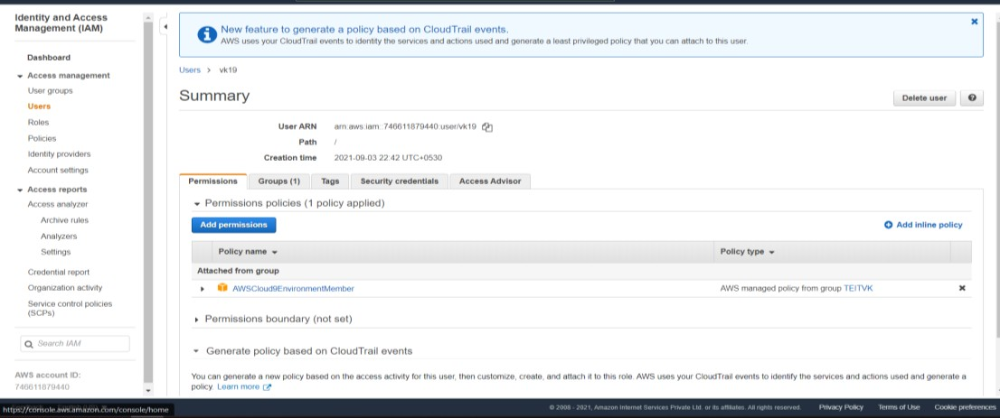 Identity and Access
Management (IAM)
Dashboard
Access management
User groups
Users
Roles
Policies
Identity providers
Account settings
Access reports
Access analyzer
Archive rules
Analyzers
Settings
Credential report
Organization activity
Service control policies
(SCPs)
Search IAM
AWS account ID:
746611879440
New feature to generate a policy based on CloudTrail events.
AWS uses your CloudTrail events to identify the services and actions used and generate a least privileged policy that you can attach to this user.
Users > vk19
Summary
Delete user
User ARN arn:aws:iam::746611879440:user/vk19
Path /
Creation time 2021-09-03 22:42 UTC+0530
Permissions Groups (1) Tags Security credentials Access Advisor
Permissions policies (1 policy applied)
Add permissions Add inline policy
Policy name Policy type
Attached from group
AWSCloud9EnvironmentMember AWS managed policy from group TEITVK
Permissions boundary (not set)
Generate policy based on CloudTrail events
You can generate a new policy based on the access activity for this user, then customize, create, and attach it to this role. AWS uses your CloudTrail events to identify the services and actions used and generate a
policy. Learn more
https://console.aws.amazon.com/console/home
© 2008 - 2021, Amazon Internet Services Private Ltd. or its affiliates. All rights reserved. Privacy Policy Terms of Use Cookie preferences